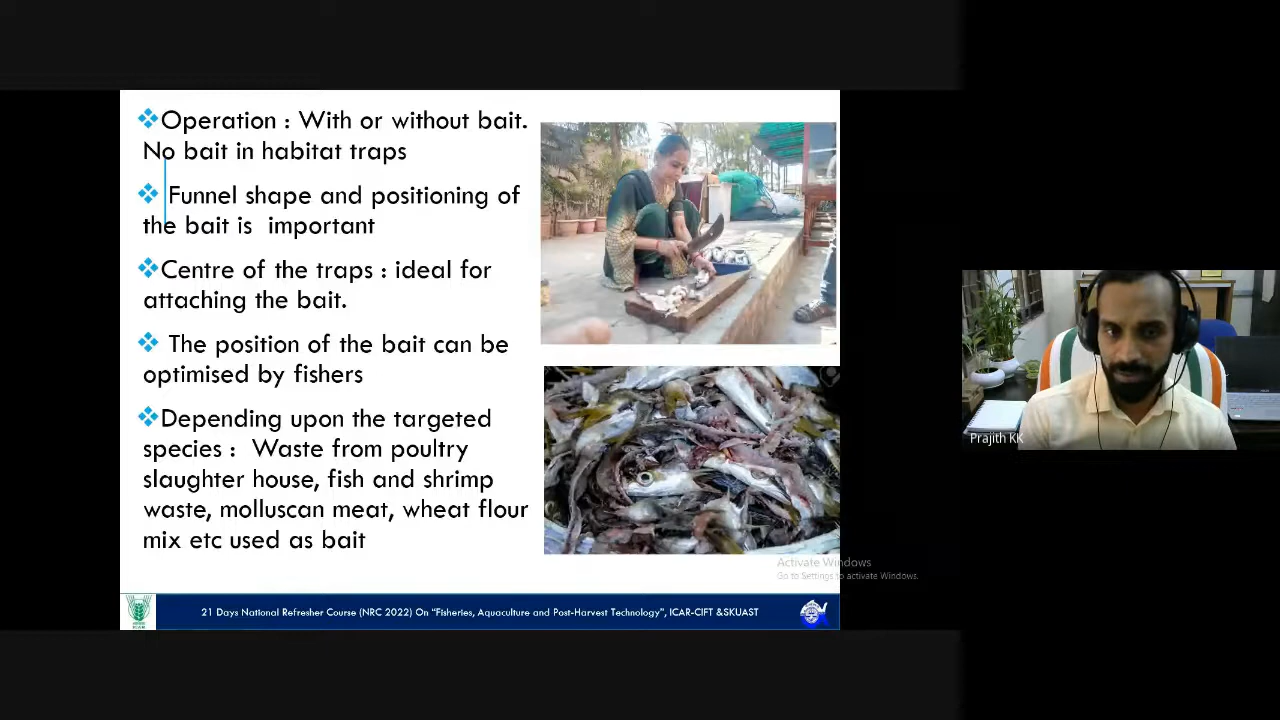 ❖Operation : With or without bait.
No bait in habitat traps
❖ Funnel shape and positioning of
the bait is important
❖Centre of the traps : ideal for
attaching the bait.
❖ The position of the bait can be
optimised by fishers
❖Depending upon the targeted
species : Waste from poultry
slaughter house, fish and shrimp
waste, molluscan meat, wheat flour
mix etc used as bait
Prajith KK
Activate Windows
Go to Settings to activate Windows.
21 Days National Refresher Course (NRC 2022) On "Fisheries, Aquaculture and Post-Harvest Technology", ICAR-CIFT &SKUAST